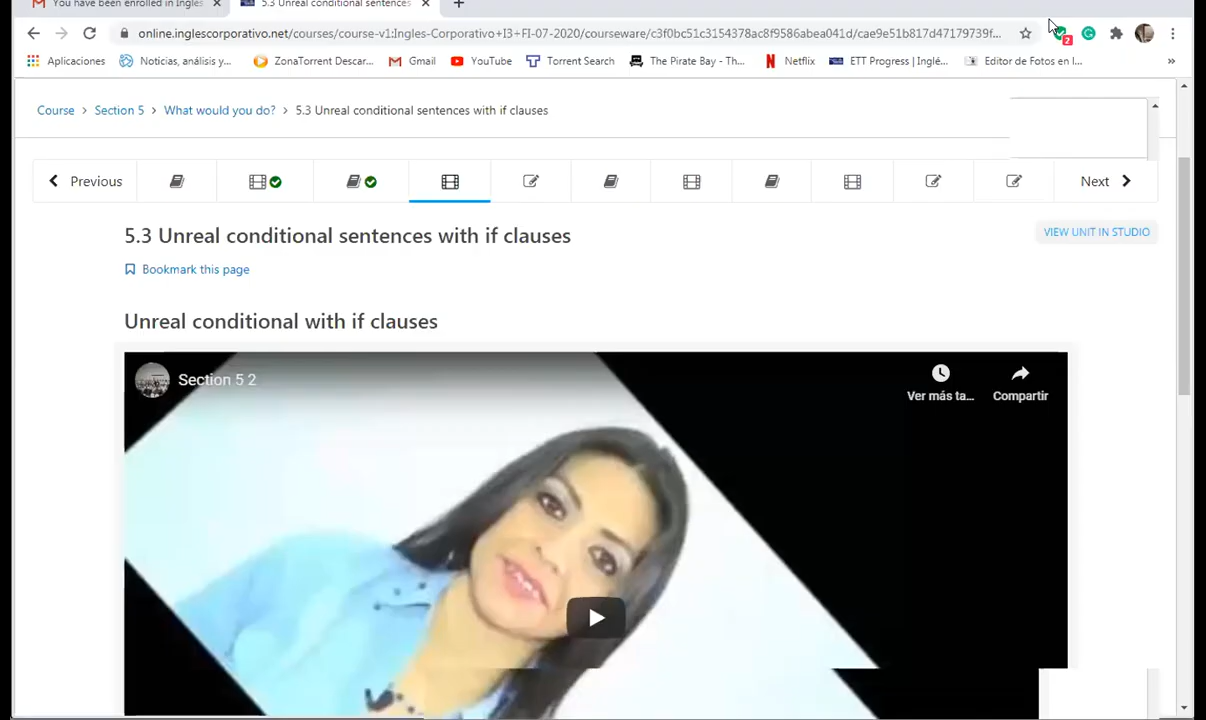 You have been enrolled in Ingles
5.3 Unreal conditional sentences
online.inglescorporativo.net/courses/course-v1:Ingles-Corporativo+I3+FI-07-2020/courseware/c3f0bc51c3154378ac8f9586abea041d/cae9e51b817d47179739f...
2
Aplicaciones
Noticias, análisis y...
ZonaTorrent Descar...
Gmail
YouTube
Torrent Search
The Pirate Bay - Th...
Netflix
ETT Progress | Inglé...
Editor de Fotos en l...
»
Course > Section 5 > What would you do? > 5.3 Unreal conditional sentences with if clauses
Previous
Next
5.3 Unreal conditional sentences with if clauses
VIEW UNIT IN STUDIO
Bookmark this page
Unreal conditional with if clauses
Section 5 2
Ver más ta...
Compartir